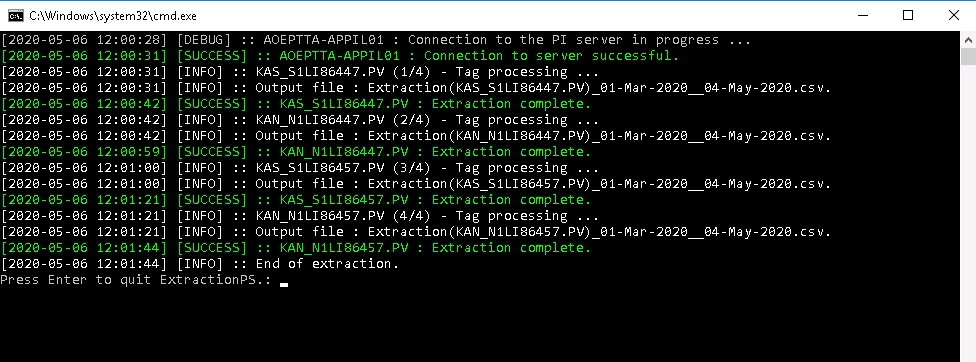 C:\Windows\system32\cmd.exe
[2020-05-06 12:00:28] [DEBUG] :: AOEPTTA-APPIL01 : Connection to the PI server in progress ...
[2020-05-06 12:00:31] [SUCCESS] :: AOEPTTA-APPIL01 : Connection to server successful.
[2020-05-06 12:00:31] [INFO] :: KAS_S1LI86447.PV (1/4) - Tag processing ...
[2020-05-06 12:00:31] [INFO] :: Output file : Extraction(KAS_S1LI86447.PV)_01-Mar-2020__04-May-2020.csv.
[2020-05-06 12:00:42] [SUCCESS] :: KAS_S1LI86447.PV : Extraction complete.
[2020-05-06 12:00:42] [INFO] :: KAN_N1LI86447.PV (2/4) - Tag processing ...
[2020-05-06 12:00:42] [INFO] :: Output file : Extraction(KAN_N1LI86447.PV)_01-Mar-2020__04-May-2020.csv.
[2020-05-06 12:00:59] [SUCCESS] :: KAN_N1LI86447.PV : Extraction complete.
[2020-05-06 12:01:00] [INFO] :: KAS_S1LI86457.PV (3/4) - Tag processing ...
[2020-05-06 12:01:00] [INFO] :: Output file : Extraction(KAS_S1LI86457.PV)_01-Mar-2020__04-May-2020.csv.
[2020-05-06 12:01:21] [SUCCESS] :: KAS_S1LI86457.PV : Extraction complete.
[2020-05-06 12:01:21] [INFO] :: KAN_N1LI86457.PV (4/4) - Tag processing ...
[2020-05-06 12:01:21] [INFO] :: Output file : Extraction(KAN_N1LI86457.PV)_01-Mar-2020__04-May-2020.csv.
[2020-05-06 12:01:44] [SUCCESS] :: KAN_N1LI86457.PV : Extraction complete.
[2020-05-06 12:01:44] [INFO] :: End of extraction.
Press Enter to quit ExtractionPS.: